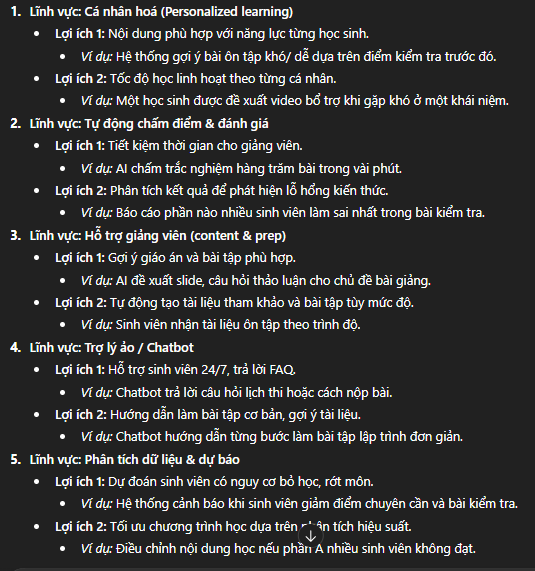 1. Lĩnh vực: Cá nhân hoá (Personalized learning)
• Lợi ích 1: Nội dung phù hợp với năng lực từng học sinh.
• Ví dụ: Hệ thống gợi ý bài ôn tập khó/ dễ dựa trên điểm kiểm tra trước đó.
• Lợi ích 2: Tốc độ học linh hoạt theo từng cá nhân.
• Ví dụ: Một học sinh được đề xuất video bổ trợ khi gặp khó ở một khái niệm.
2. Lĩnh vực: Tự động chấm điểm & đánh giá
• Lợi ích 1: Tiết kiệm thời gian cho giảng viên.
• Ví dụ: AI chấm trắc nghiệm hàng trăm bài trong vài phút.
• Lợi ích 2: Phân tích kết quả để phát hiện lỗ hổng kiến thức.
• Ví dụ: Báo cáo phần nào nhiều sinh viên làm sai nhất trong bài kiểm tra.
3. Lĩnh vực: Hỗ trợ giảng viên (content & prep)
• Lợi ích 1: Gợi ý giáo án và bài tập phù hợp.
• Ví dụ: AI đề xuất slide, câu hỏi thảo luận cho chủ đề bài giảng.
• Lợi ích 2: Tự động tạo tài liệu tham khảo và bài tập tùy mức độ.
• Ví dụ: Sinh viên nhận tài liệu ôn tập theo trình độ.
4. Lĩnh vực: Trợ lý ảo / Chatbot
• Lợi ích 1: Hỗ trợ sinh viên 24/7, trả lời FAQ.
• Ví dụ: Chatbot trả lời câu hỏi lịch thi hoặc cách nộp bài.
• Lợi ích 2: Hướng dẫn làm bài tập cơ bản, gợi ý tài liệu.
• Ví dụ: Chatbot hướng dẫn từng bước làm bài tập lập trình đơn giản.
5. Lĩnh vực: Phân tích dữ liệu & dự báo
• Lợi ích 1: Dự đoán sinh viên có nguy cơ bỏ học, rớt môn.
• Ví dụ: Hệ thống cảnh báo khi sinh viên giảm điểm chuyên cần và bài kiểm tra.
• Lợi ích 2: Tối ưu chương trình học dựa trên phân tích hiệu suất.
• Ví dụ: Điều chỉnh nội dung học nếu phần A nhiều sinh viên không đạt.